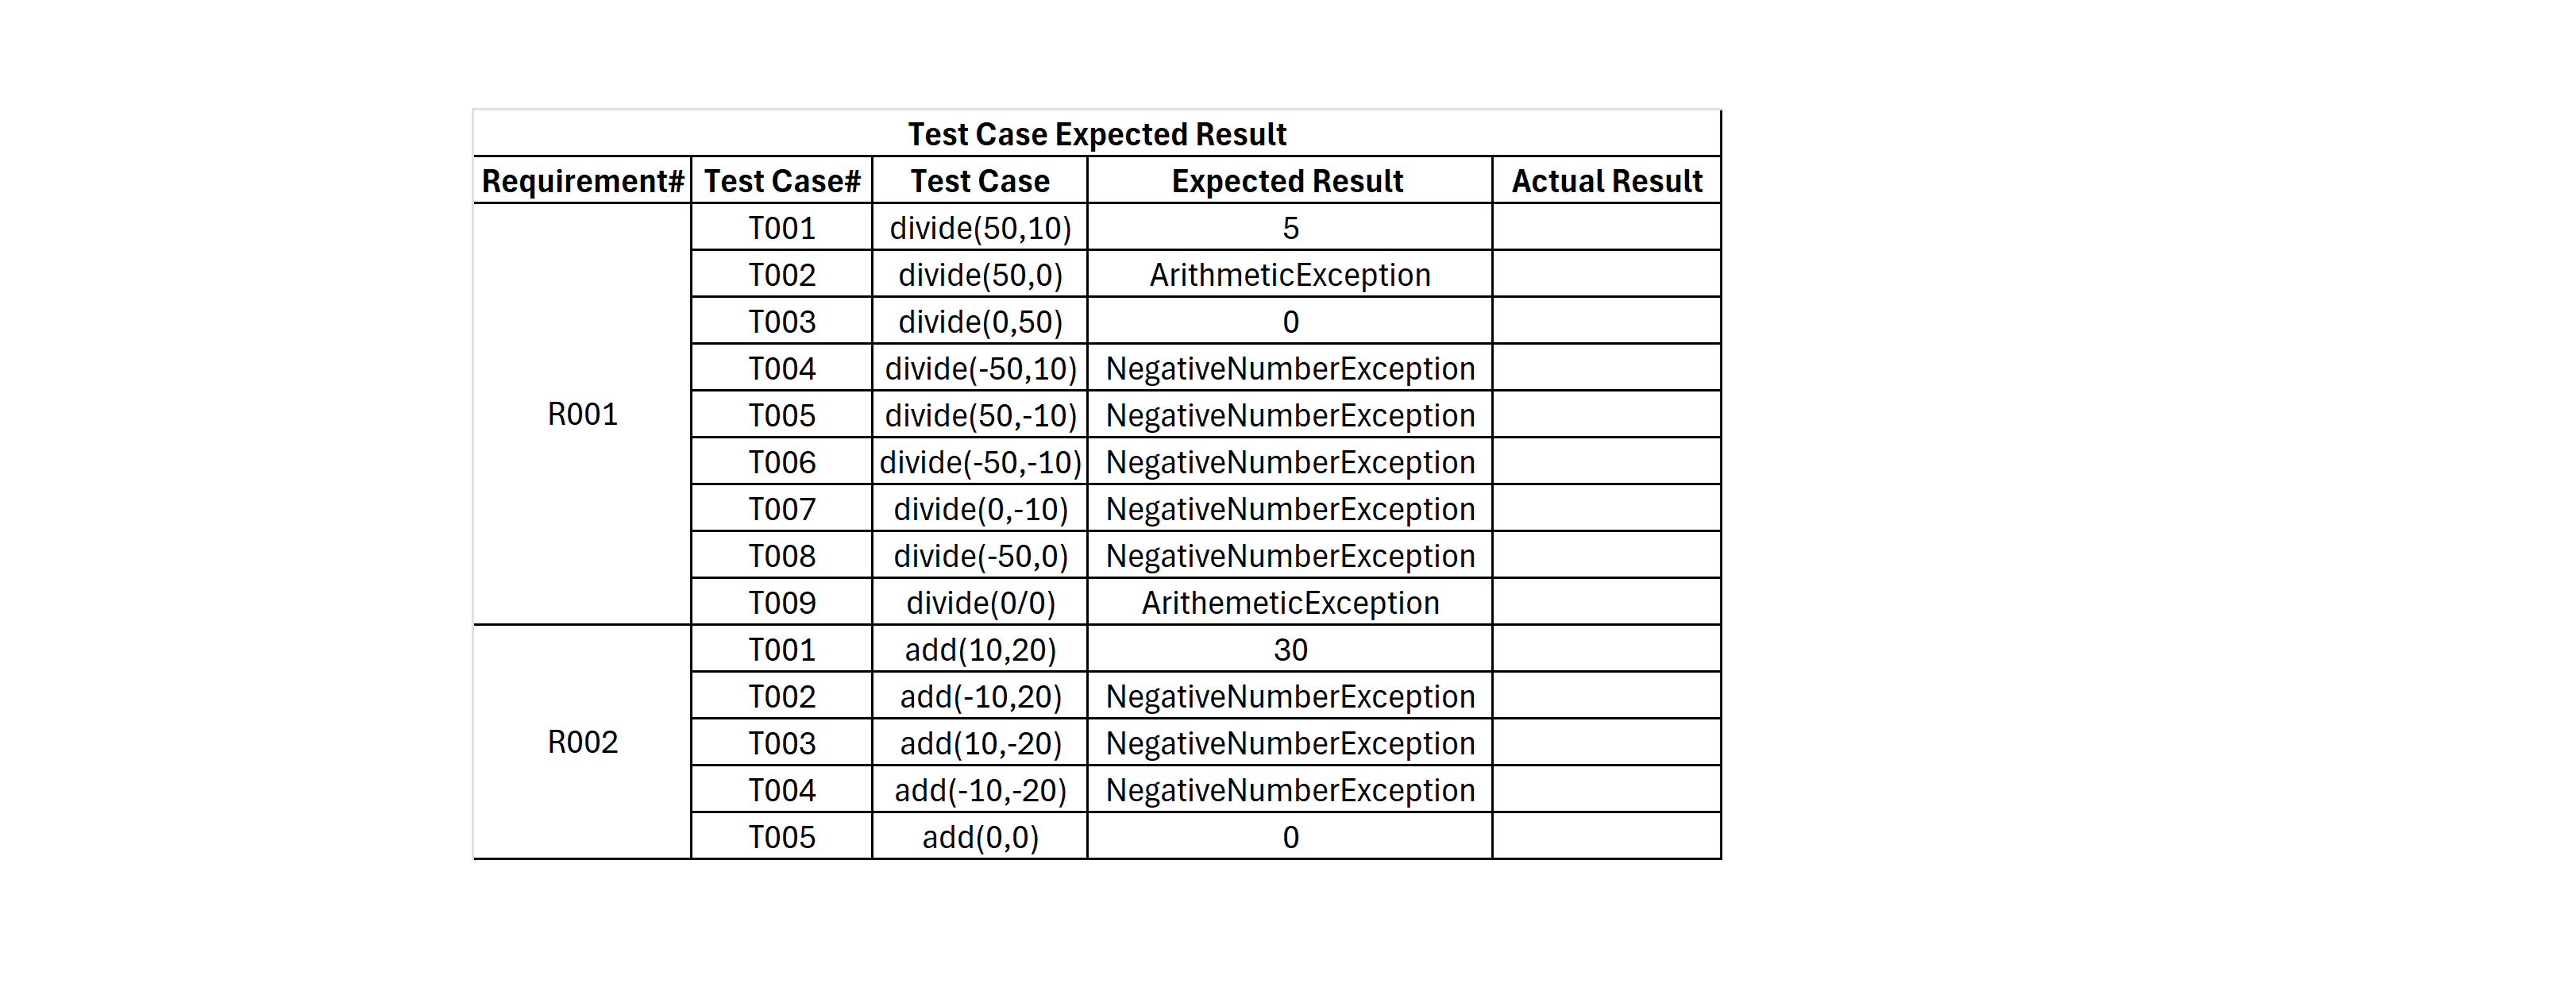 Test Case Expected Result
Requirement# Test Case# Test Case Expected Result Actual Result
R001
T001 divide(50,10) 5
T002 divide(50,0) ArithmeticException
T003 divide(0,50) 0
T004 divide(-50,10) NegativeNumberException
T005 divide(50,-10) NegativeNumberException
T006 divide(-50,-10) NegativeNumberException
T007 divide(0,-10) NegativeNumberException
T008 divide(-50,0) NegativeNumberException
T009 divide(0/0) ArithemeticException
R002
T001 add(10,20) 30
T002 add(-10,20) NegativeNumberException
T003 add(10,-20) NegativeNumberException
T004 add(-10,-20) NegativeNumberException
T005 add(0,0) 0